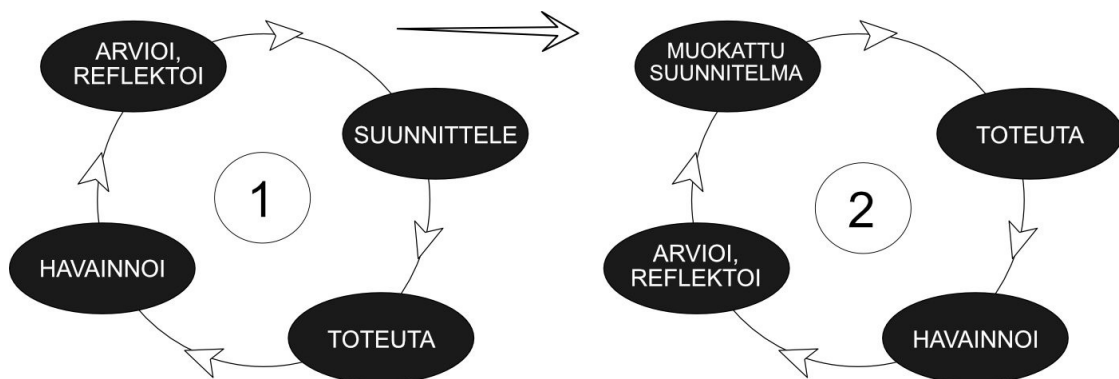 ARVIOI,
REFLEKTOI
SUUNNITTELE
TOTEUTA
HAVAINNOI
1
MUOKATTU
SUUNNITELMA
TOTEUTA
HAVAINNOI
ARVIOI,
REFLEKTOI
2